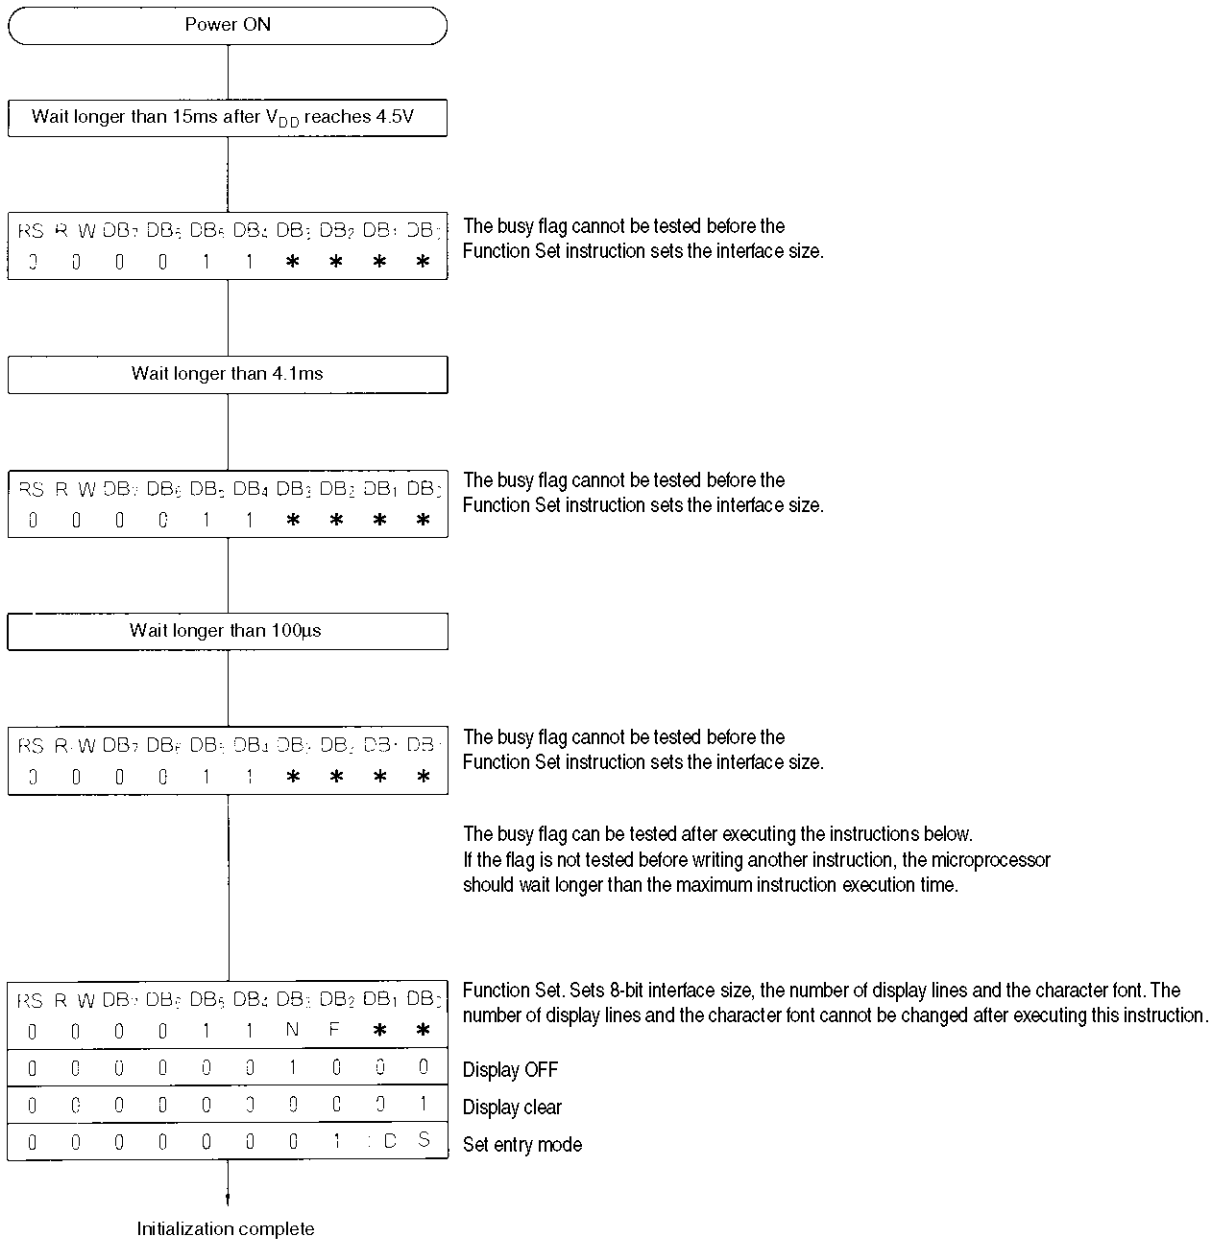 Power ON
Wait longer than 15ms after VDD reaches 4.5V
RS R W DB7 DB6 DB5 DB4 DB3 DB2 DB1 DB0
0 0 0 0 1 1 * * * *
The busy flag cannot be tested before the
Function Set instruction sets the interface size.
Wait longer than 4.1ms
RS R W DB7 DB6 DB5 DB4 DB3 DB2 DB1 DB0
0 0 0 0 1 1 * * * *
The busy flag cannot be tested before the
Function Set instruction sets the interface size.
Wait longer than 100µs
RS R W DB7 DB6 DB5 DB4 DB3 DB2 DB1 DB0
0 0 0 0 1 1 * * * *
The busy flag cannot be tested before the
Function Set instruction sets the interface size.
The busy flag can be tested after executing the instructions below.
If the flag is not tested before writing another instruction, the microprocessor
should wait longer than the maximum instruction execution time.
RS R W DB7 DB6 DB5 DB4 DB3 DB2 DB1 DB0
0 0 0 0 1 1 N F * *
Function Set. Sets 8-bit interface size, the number of display lines and the character font. The
number of display lines and the character font cannot be changed after executing this instruction.
0 0 0 0 0 0 1 0 0 0
Display OFF
0 0 0 0 0 0 0 0 0 1
Display clear
0 0 0 0 0 0 0 1 D S
Set entry mode
Initialization complete